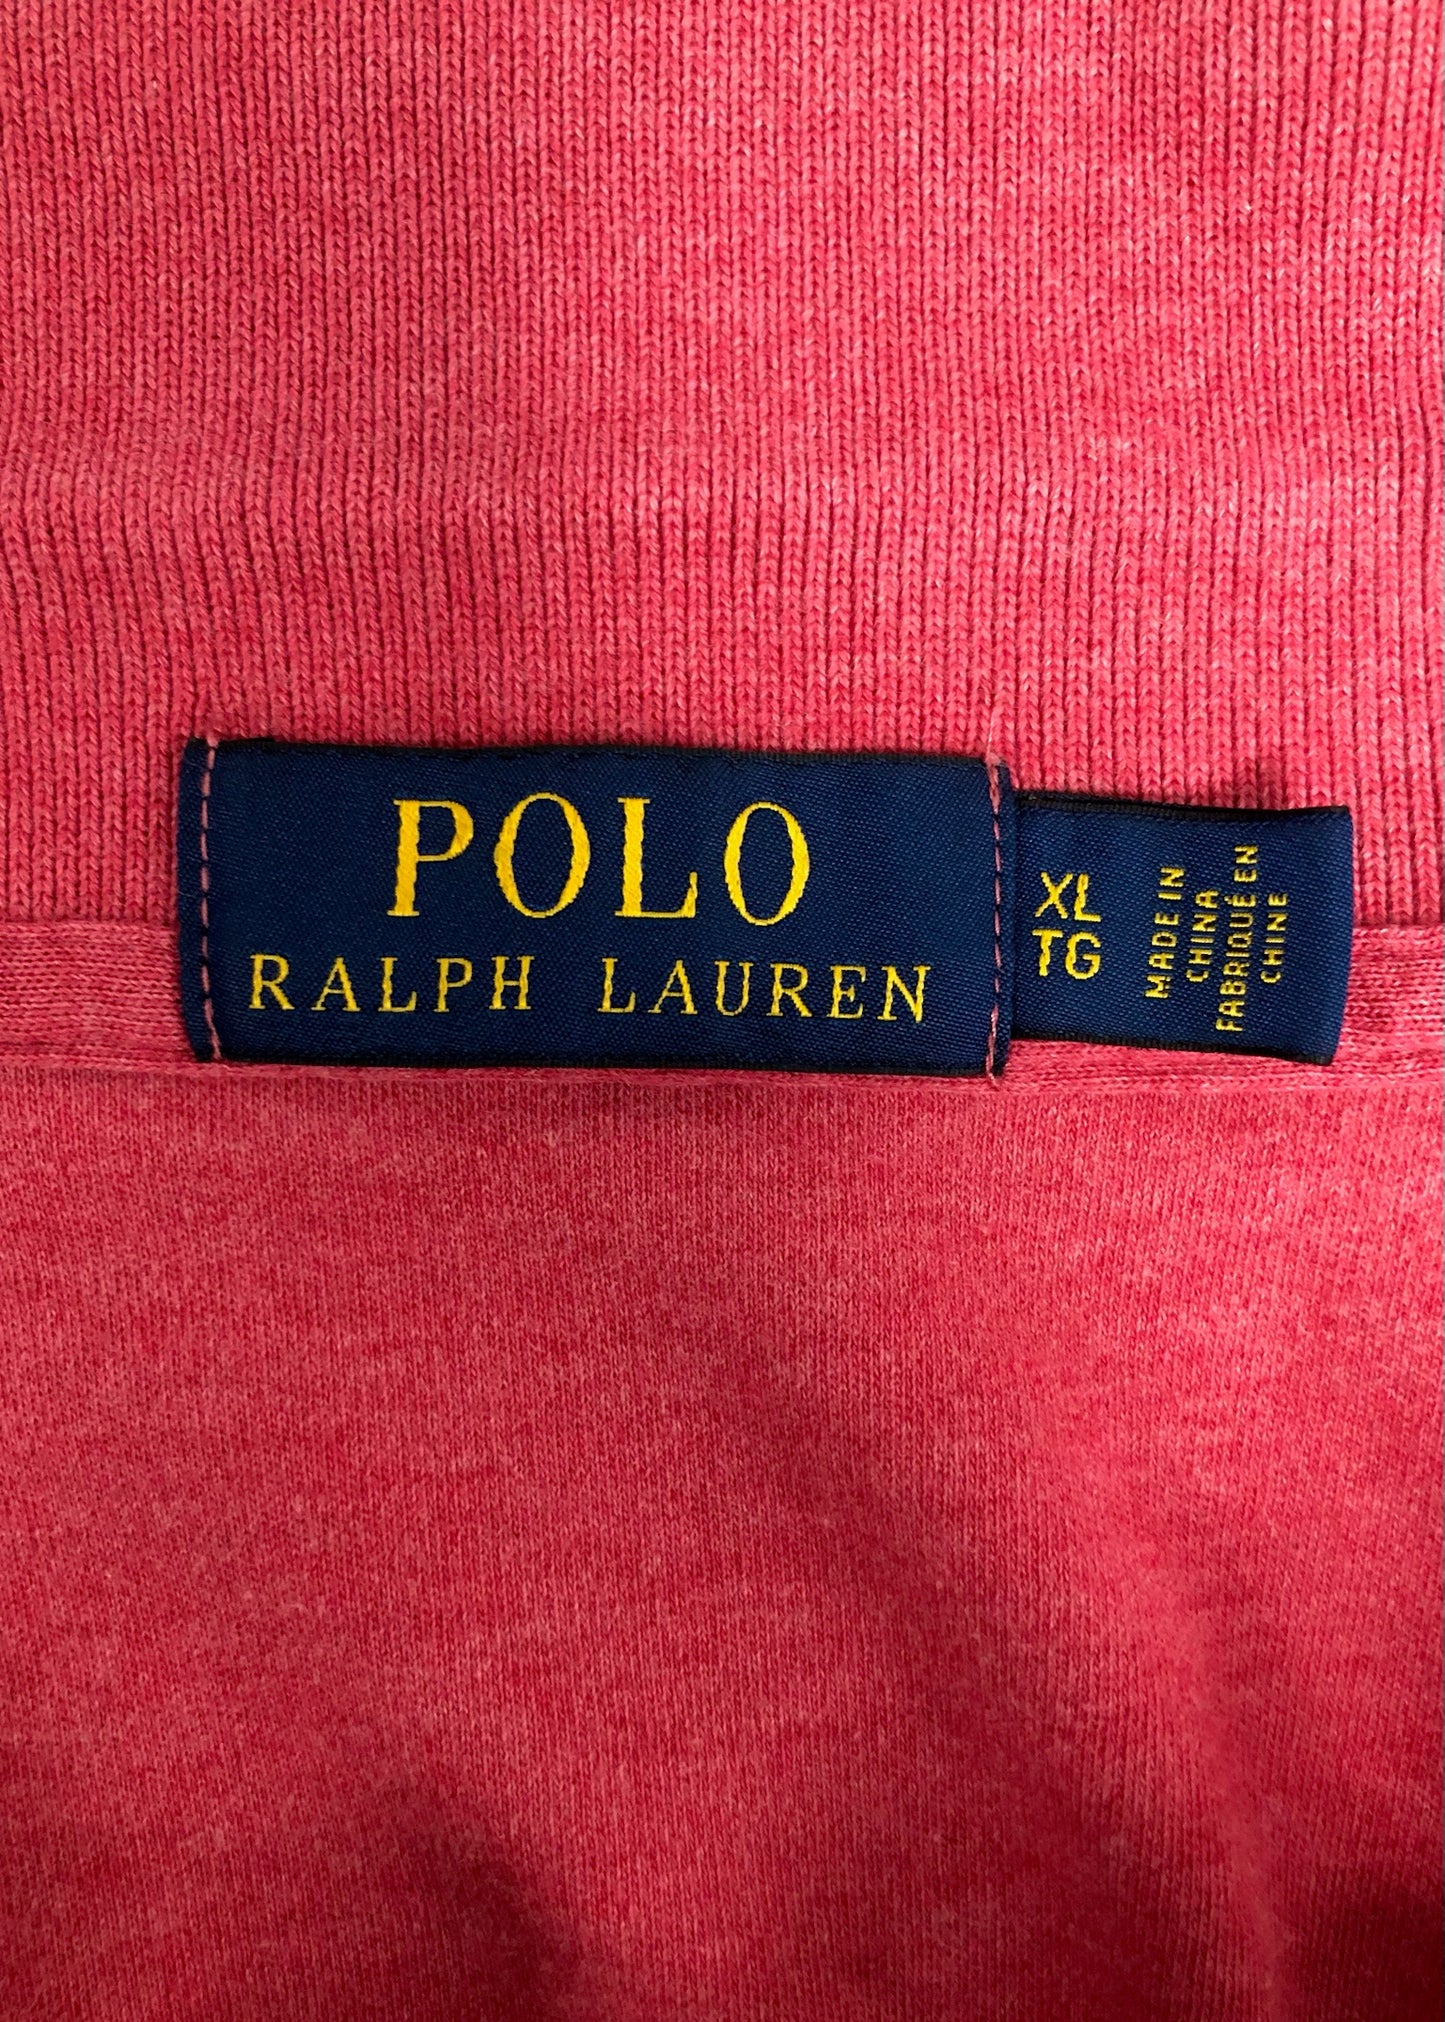 POLO
RALPH LAUREN
XL
TG
MADE IN
CHINA
FABRIQUÉ EN
CHINE